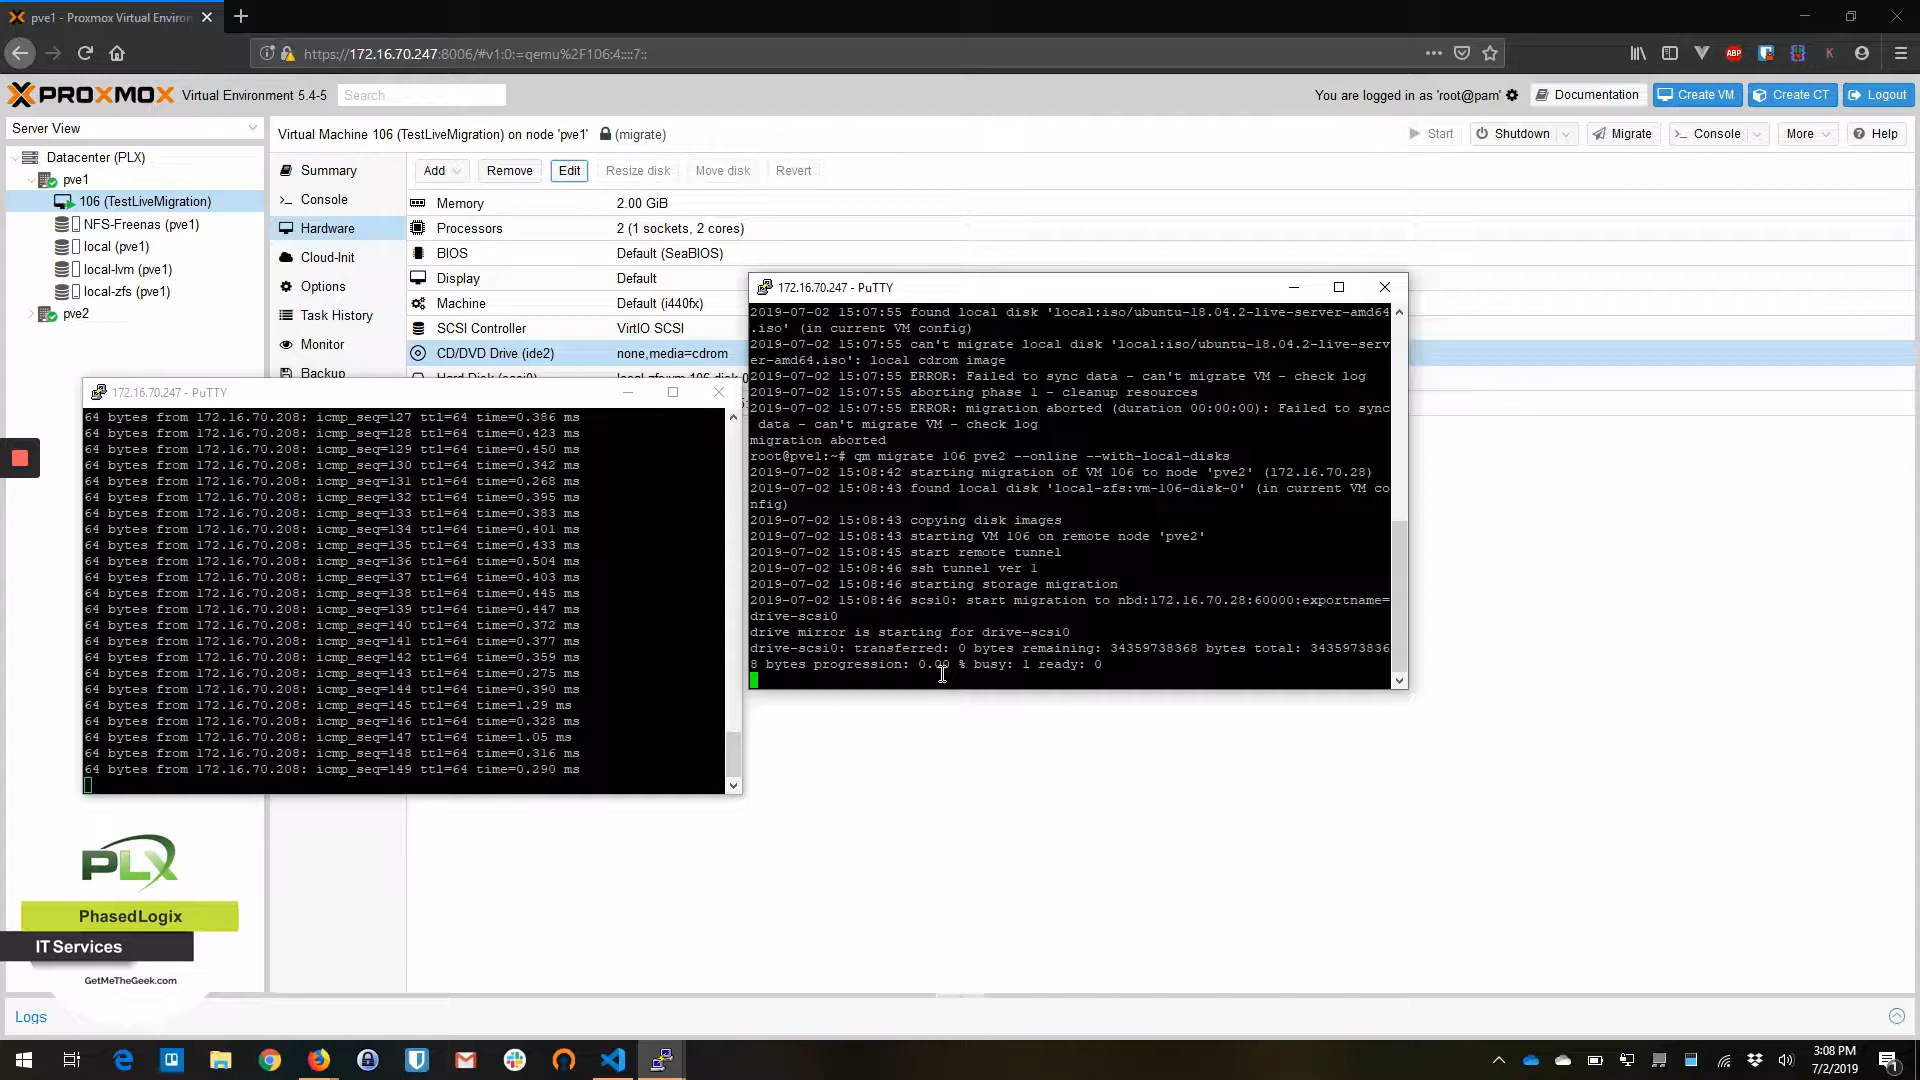 pve1 - Proxmox Virtual Environ
https://172.16.70.247:8006/#v1:0:=qemu%2F106:4::::7::
PROXMOX Virtual Environment 5.4-5
Search
You are logged in as 'root@pam'
Documentation
Create VM
Create CT
Logout
Server View
Datacenter (PLX)
pve1
106 (TestLiveMigration)
NFS-Freenas (pve1)
local (pve1)
local-lvm (pve1)
local-zfs (pve1)
pve2
Virtual Machine 106 (TestLiveMigration) on node 'pve1' (migrate)
Start
Shutdown
Migrate
Console
More
Help
Summary
Console
Hardware
Cloud-Init
Options
Task History
Monitor
Backup
Add
Remove
Edit
Resize disk
Move disk
Revert
Memory 2.00 GiB
Processors 2 (1 sockets, 2 cores)
BIOS Default (SeaBIOS)
Display Default
Machine Default (i440fx)
SCSI Controller VirtIO SCSI
CD/DVD Drive (ide2) none,media=cdrom
172.16.70.247 - PuTTY
64 bytes from 172.16.70.208: icmp_seq=127 ttl=64 time=0.386 ms
64 bytes from 172.16.70.208: icmp_seq=128 ttl=64 time=0.423 ms
64 bytes from 172.16.70.208: icmp_seq=129 ttl=64 time=0.450 ms
64 bytes from 172.16.70.208: icmp_seq=130 ttl=64 time=0.342 ms
64 bytes from 172.16.70.208: icmp_seq=131 ttl=64 time=0.268 ms
64 bytes from 172.16.70.208: icmp_seq=132 ttl=64 time=0.395 ms
64 bytes from 172.16.70.208: icmp_seq=133 ttl=64 time=0.383 ms
64 bytes from 172.16.70.208: icmp_seq=134 ttl=64 time=0.401 ms
64 bytes from 172.16.70.208: icmp_seq=135 ttl=64 time=0.433 ms
64 bytes from 172.16.70.208: icmp_seq=136 ttl=64 time=0.504 ms
64 bytes from 172.16.70.208: icmp_seq=137 ttl=64 time=0.403 ms
64 bytes from 172.16.70.208: icmp_seq=138 ttl=64 time=0.445 ms
64 bytes from 172.16.70.208: icmp_seq=139 ttl=64 time=0.447 ms
64 bytes from 172.16.70.208: icmp_seq=140 ttl=64 time=0.372 ms
64 bytes from 172.16.70.208: icmp_seq=141 ttl=64 time=0.377 ms
64 bytes from 172.16.70.208: icmp_seq=142 ttl=64 time=0.359 ms
64 bytes from 172.16.70.208: icmp_seq=143 ttl=64 time=0.275 ms
64 bytes from 172.16.70.208: icmp_seq=144 ttl=64 time=0.390 ms
64 bytes from 172.16.70.208: icmp_seq=145 ttl=64 time=1.29 ms
64 bytes from 172.16.70.208: icmp_seq=146 ttl=64 time=0.328 ms
64 bytes from 172.16.70.208: icmp_seq=147 ttl=64 time=1.05 ms
64 bytes from 172.16.70.208: icmp_seq=148 ttl=64 time=0.316 ms
64 bytes from 172.16.70.208: icmp_seq=149 ttl=64 time=0.290 ms
172.16.70.247 - PuTTY
2019-07-02 15:07:55 found local disk 'local:iso/ubuntu-18.04.2-live-server-amd64
.iso' (in current VM config)
2019-07-02 15:07:55 can't migrate local disk 'local:iso/ubuntu-18.04.2-live-serv
er-amd64.iso': local cdrom image
2019-07-02 15:07:55 ERROR: Failed to sync data - can't migrate VM - check log
2019-07-02 15:07:55 aborting phase 1 - cleanup resources
2019-07-02 15:07:55 ERROR: migration aborted (duration 00:00:00): Failed to sync
data - can't migrate VM - check log
migration aborted
root@pve1:~# qm migrate 106 pve2 --online --with-local-disks
2019-07-02 15:08:42 starting migration of VM 106 to node 'pve2' (172.16.70.28)
2019-07-02 15:08:43 found local disk 'local-zfs:vm-106-disk-0' (in current VM co
nfig)
2019-07-02 15:08:43 copying disk images
2019-07-02 15:08:43 starting VM 106 on remote node 'pve2'
2019-07-02 15:08:45 start remote tunnel
2019-07-02 15:08:46 ssh tunnel ver 1
2019-07-02 15:08:46 starting storage migration
2019-07-02 15:08:46 scsi0: start migration to nbd:172.16.70.28:60000:exportname=
drive-scsi0
drive mirror is starting for drive-scsi0
drive-scsi0: transferred: 0 bytes remaining: 34359738368 bytes total: 3435973836
8 bytes progression: 0.00 % busy: 1 ready: 0
PLX
PhasedLogix
IT Services
GetMeTheGeek.com
Logs
3:08 PM
7/2/2019